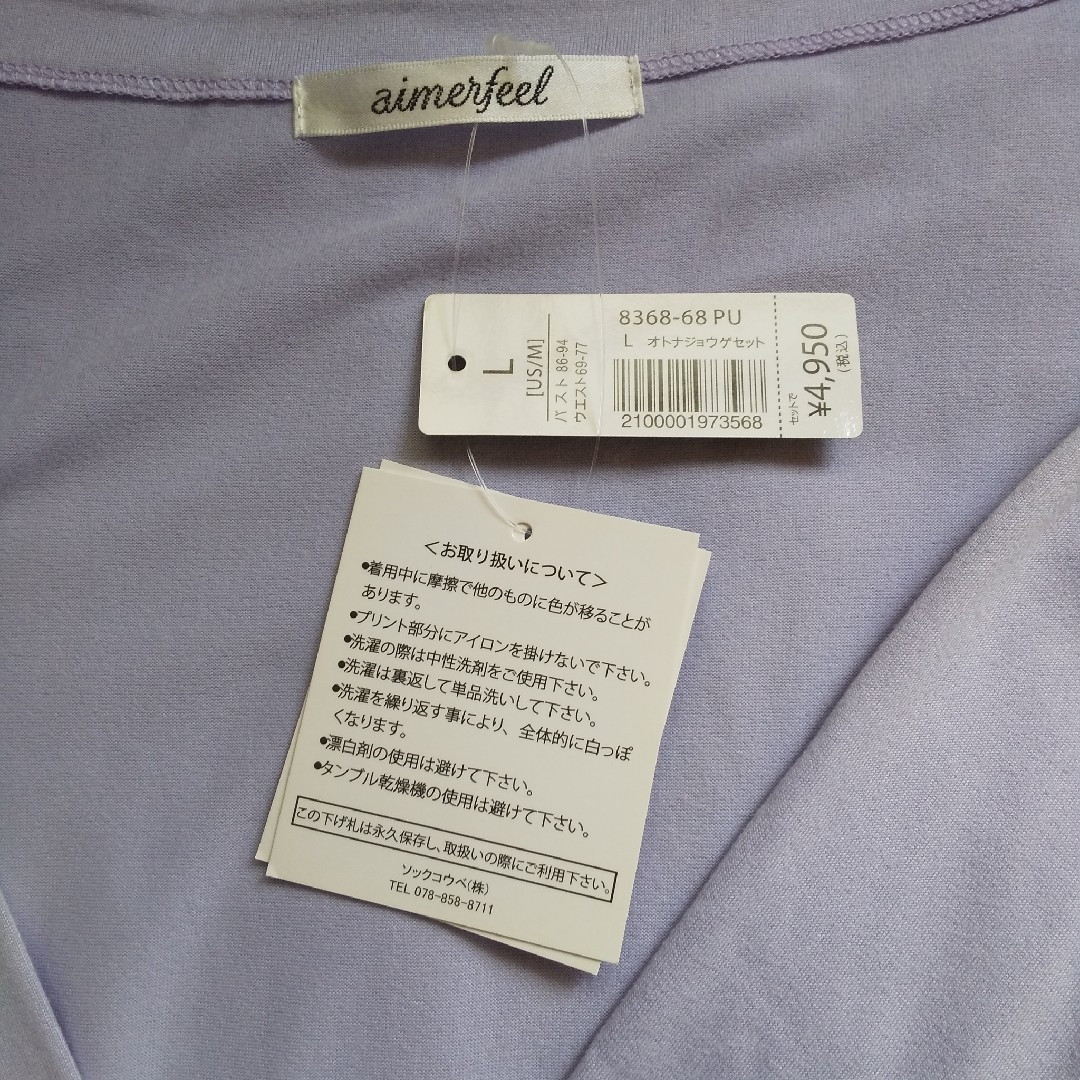 aimerfeel
L
[US/M]
バスト 86-94
ウエスト 69-77
8368-68 PU
L オトナジョウゲセット
2100001973568
セットで
¥4,950
(税込)
＜お取り扱いについて＞
●着用中に摩擦で他のものに色が移ることが
あります。
●プリント部分にアイロンを掛けないで下さい。
●洗濯の際は中性洗剤をご使用下さい。
●洗濯は裏返して単品洗いして下さい。
●洗濯を繰り返す事により、全体的に白っぽ
くなります。
●漂白剤の使用は避けて下さい。
●タンブル乾燥機の使用は避けて下さい。
この下げ札は永久保存し、取扱いの際にご利用下さい。
ソックコウベ(株)
TEL 078-858-8711